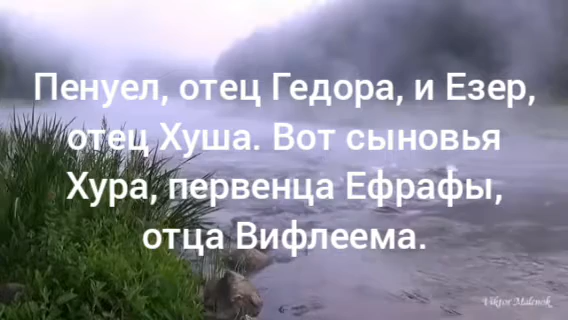 Пенуел, отец Гедора, и Езер,
отец Хуша. Вот сыновья
Хура, первенца Ефрафы,
отца Вифлеема.
Viktor Malenok